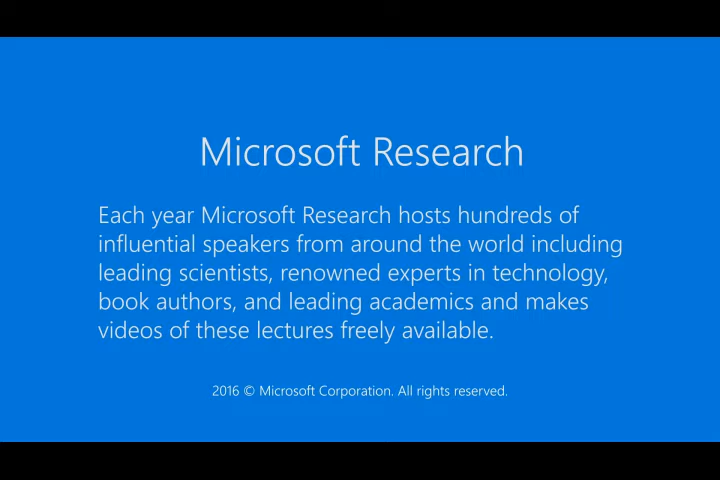 Microsoft Research
Each year Microsoft Research hosts hundreds of
influential speakers from around the world including
leading scientists, renowned experts in technology,
book authors, and leading academics and makes
videos of these lectures freely available.
2016 © Microsoft Corporation. All rights reserved.